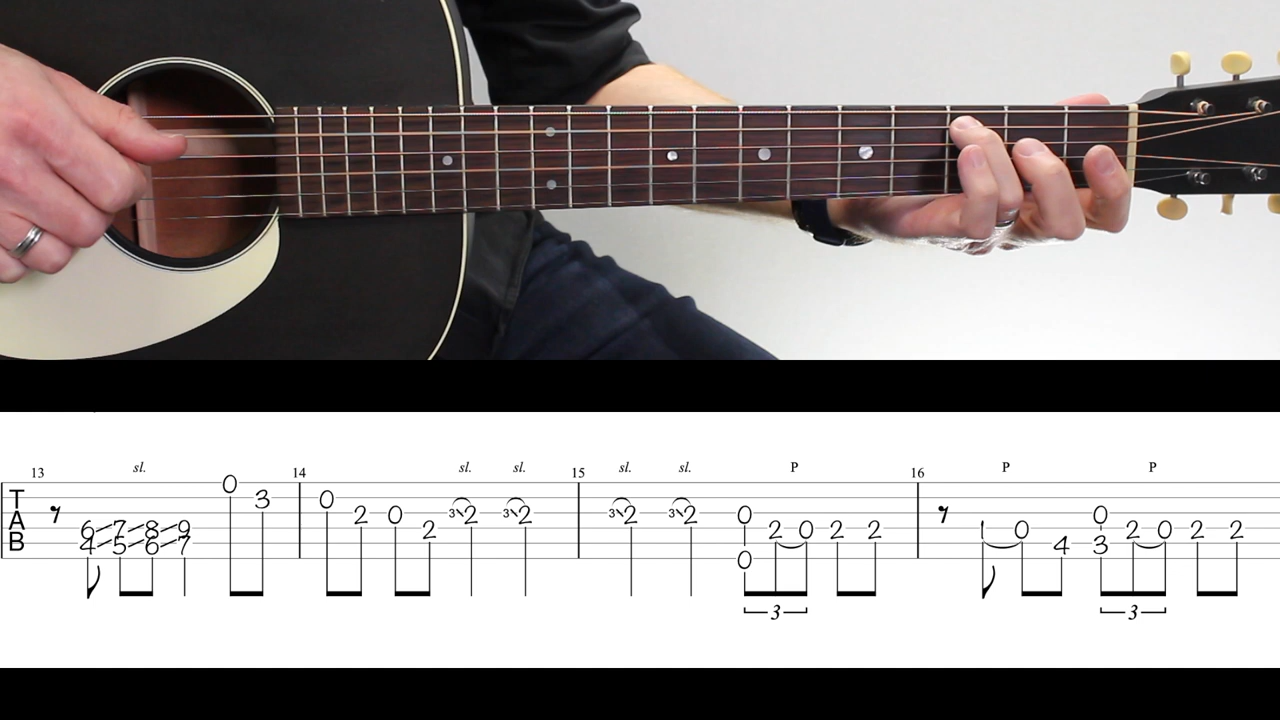 13 sl. 14 sl. sl. 15 sl. sl. P 16 P P
0 0
T 3
A 2 0 3 2 3 2 3 2 3 2 0 0
B 6 7 8 9 2 2 0 2 2 1 0 2 0 2 2
4 5 6 7 4 3
0
3 3